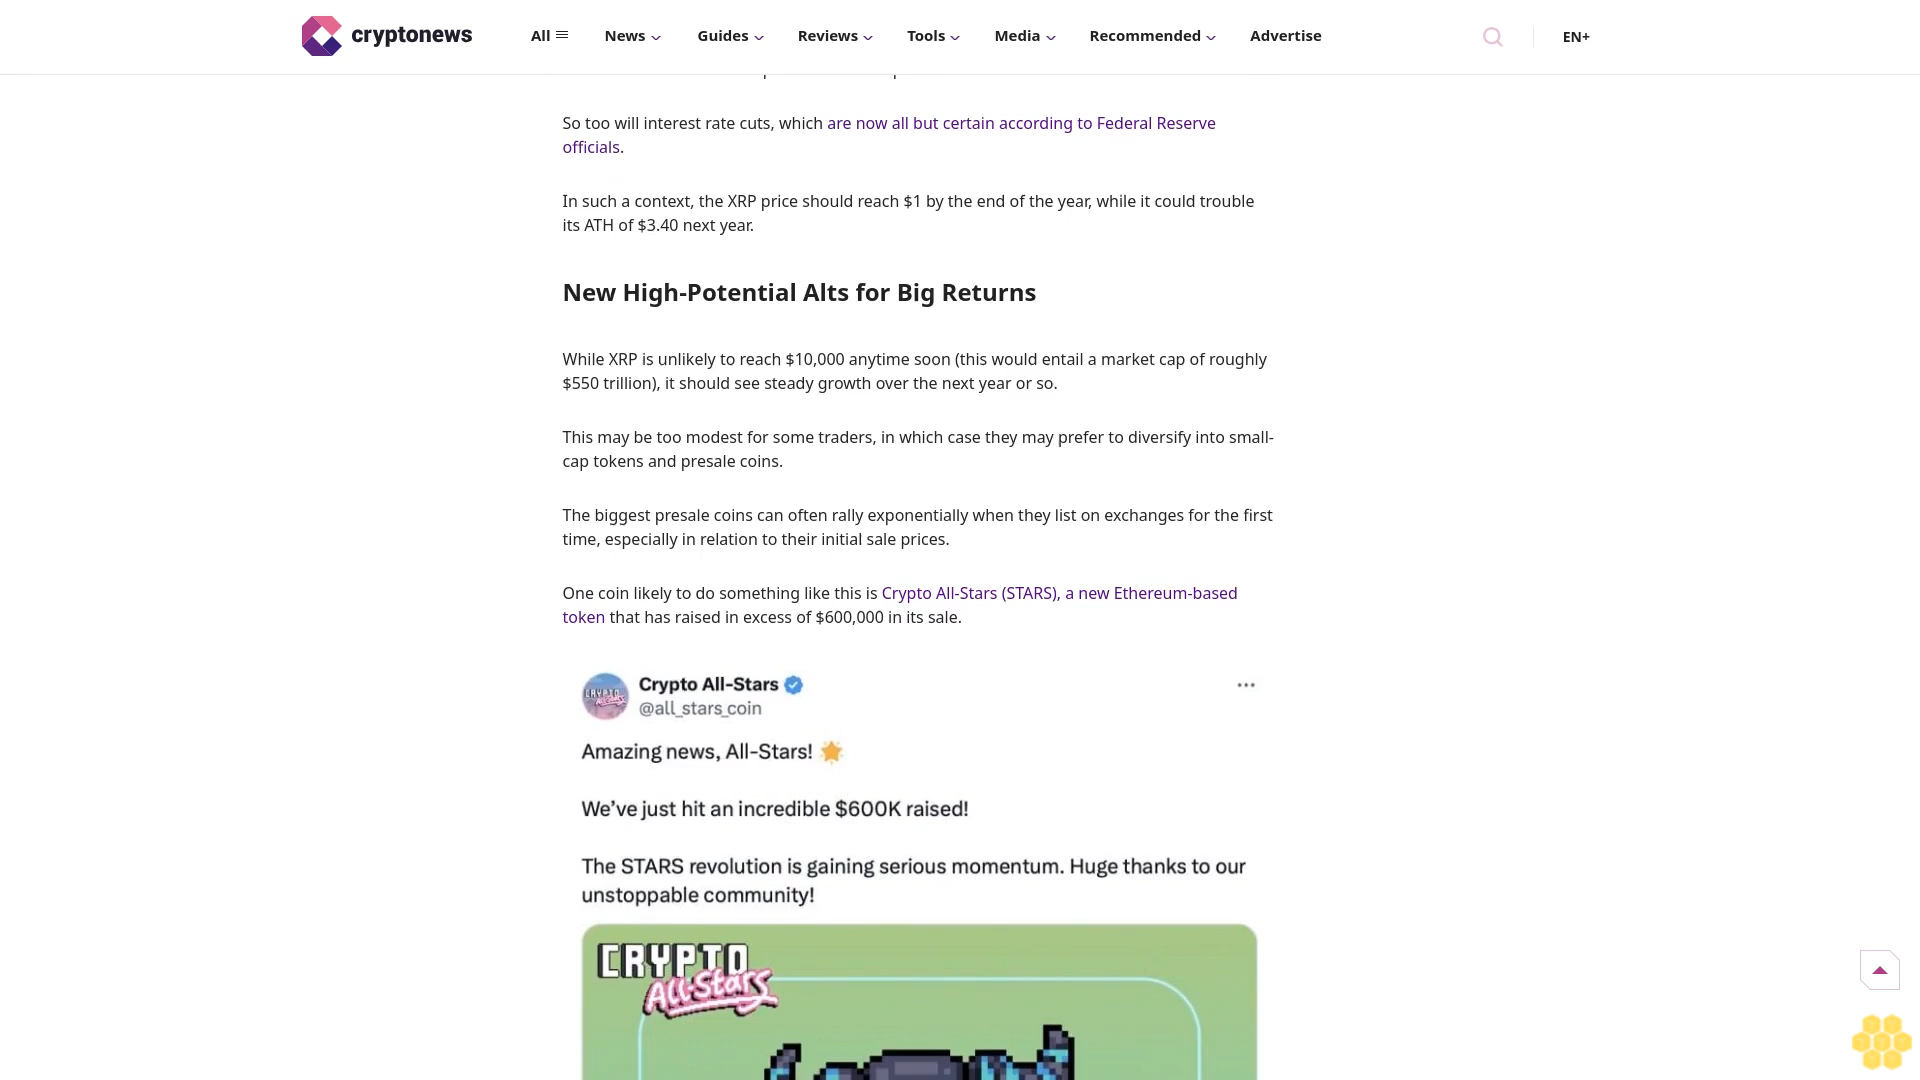 cryptonews
All
News
Guides
Reviews
Tools
Media
Recommended
Advertise
EN+
So too will interest rate cuts, which are now all but certain according to Federal Reserve
officials.
In such a context, the XRP price should reach $1 by the end of the year, while it could trouble
its ATH of $3.40 next year.
New High-Potential Alts for Big Returns
While XRP is unlikely to reach $10,000 anytime soon (this would entail a market cap of roughly
$550 trillion), it should see steady growth over the next year or so.
This may be too modest for some traders, in which case they may prefer to diversify into small-
cap tokens and presale coins.
The biggest presale coins can often rally exponentially when they list on exchanges for the first
time, especially in relation to their initial sale prices.
One coin likely to do something like this is Crypto All-Stars (STARS), a new Ethereum-based
token that has raised in excess of $600,000 in its sale.
CRYPTO
All-Stars
Crypto All-Stars
@all_stars_coin
Amazing news, All-Stars!
We’ve just hit an incredible $600K raised!
The STARS revolution is gaining serious momentum. Huge thanks to our
unstoppable community!
CRYPTO
All-Stars